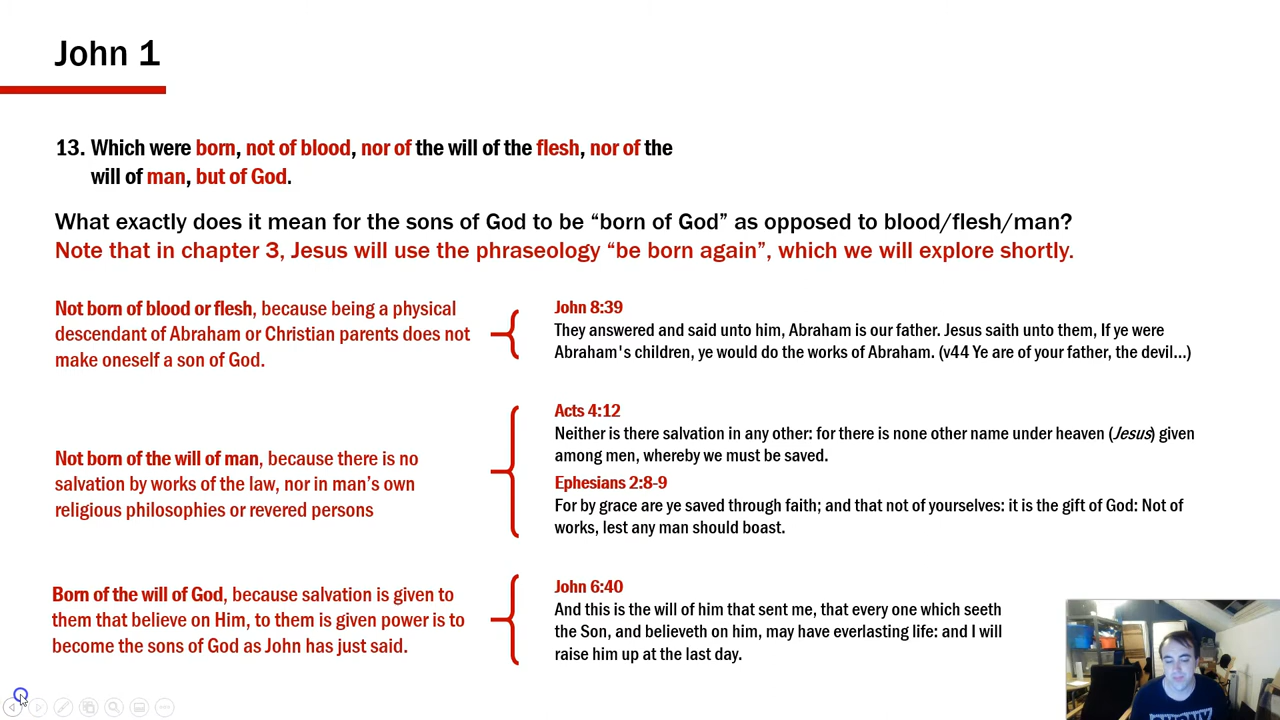 John 1
13. Which were born, not of blood, nor of the will of the flesh, nor of the
will of man, but of God.
What exactly does it mean for the sons of God to be “born of God” as opposed to blood/flesh/man?
Note that in chapter 3, Jesus will use the phraseology “be born again”, which we will explore shortly.
Not born of blood or flesh, because being a physical
descendant of Abraham or Christian parents does not
make oneself a son of God.
John 8:39
They answered and said unto him, Abraham is our father. Jesus saith unto them, If ye were
Abraham's children, ye would do the works of Abraham. (v44 Ye are of your father, the devil...)
Not born of the will of man, because there is no
salvation by works of the law, nor in man’s own
religious philosophies or revered persons
Acts 4:12
Neither is there salvation in any other: for there is none other name under heaven (Jesus) given
among men, whereby we must be saved.
Ephesians 2:8-9
For by grace are ye saved through faith; and that not of yourselves: it is the gift of God: Not of
works, lest any man should boast.
Born of the will of God, because salvation is given to
them that believe on Him, to them is given power is to
become the sons of God as John has just said.
John 6:40
And this is the will of him that sent me, that every one which seeth
the Son, and believeth on him, may have everlasting life: and I will
raise him up at the last day.